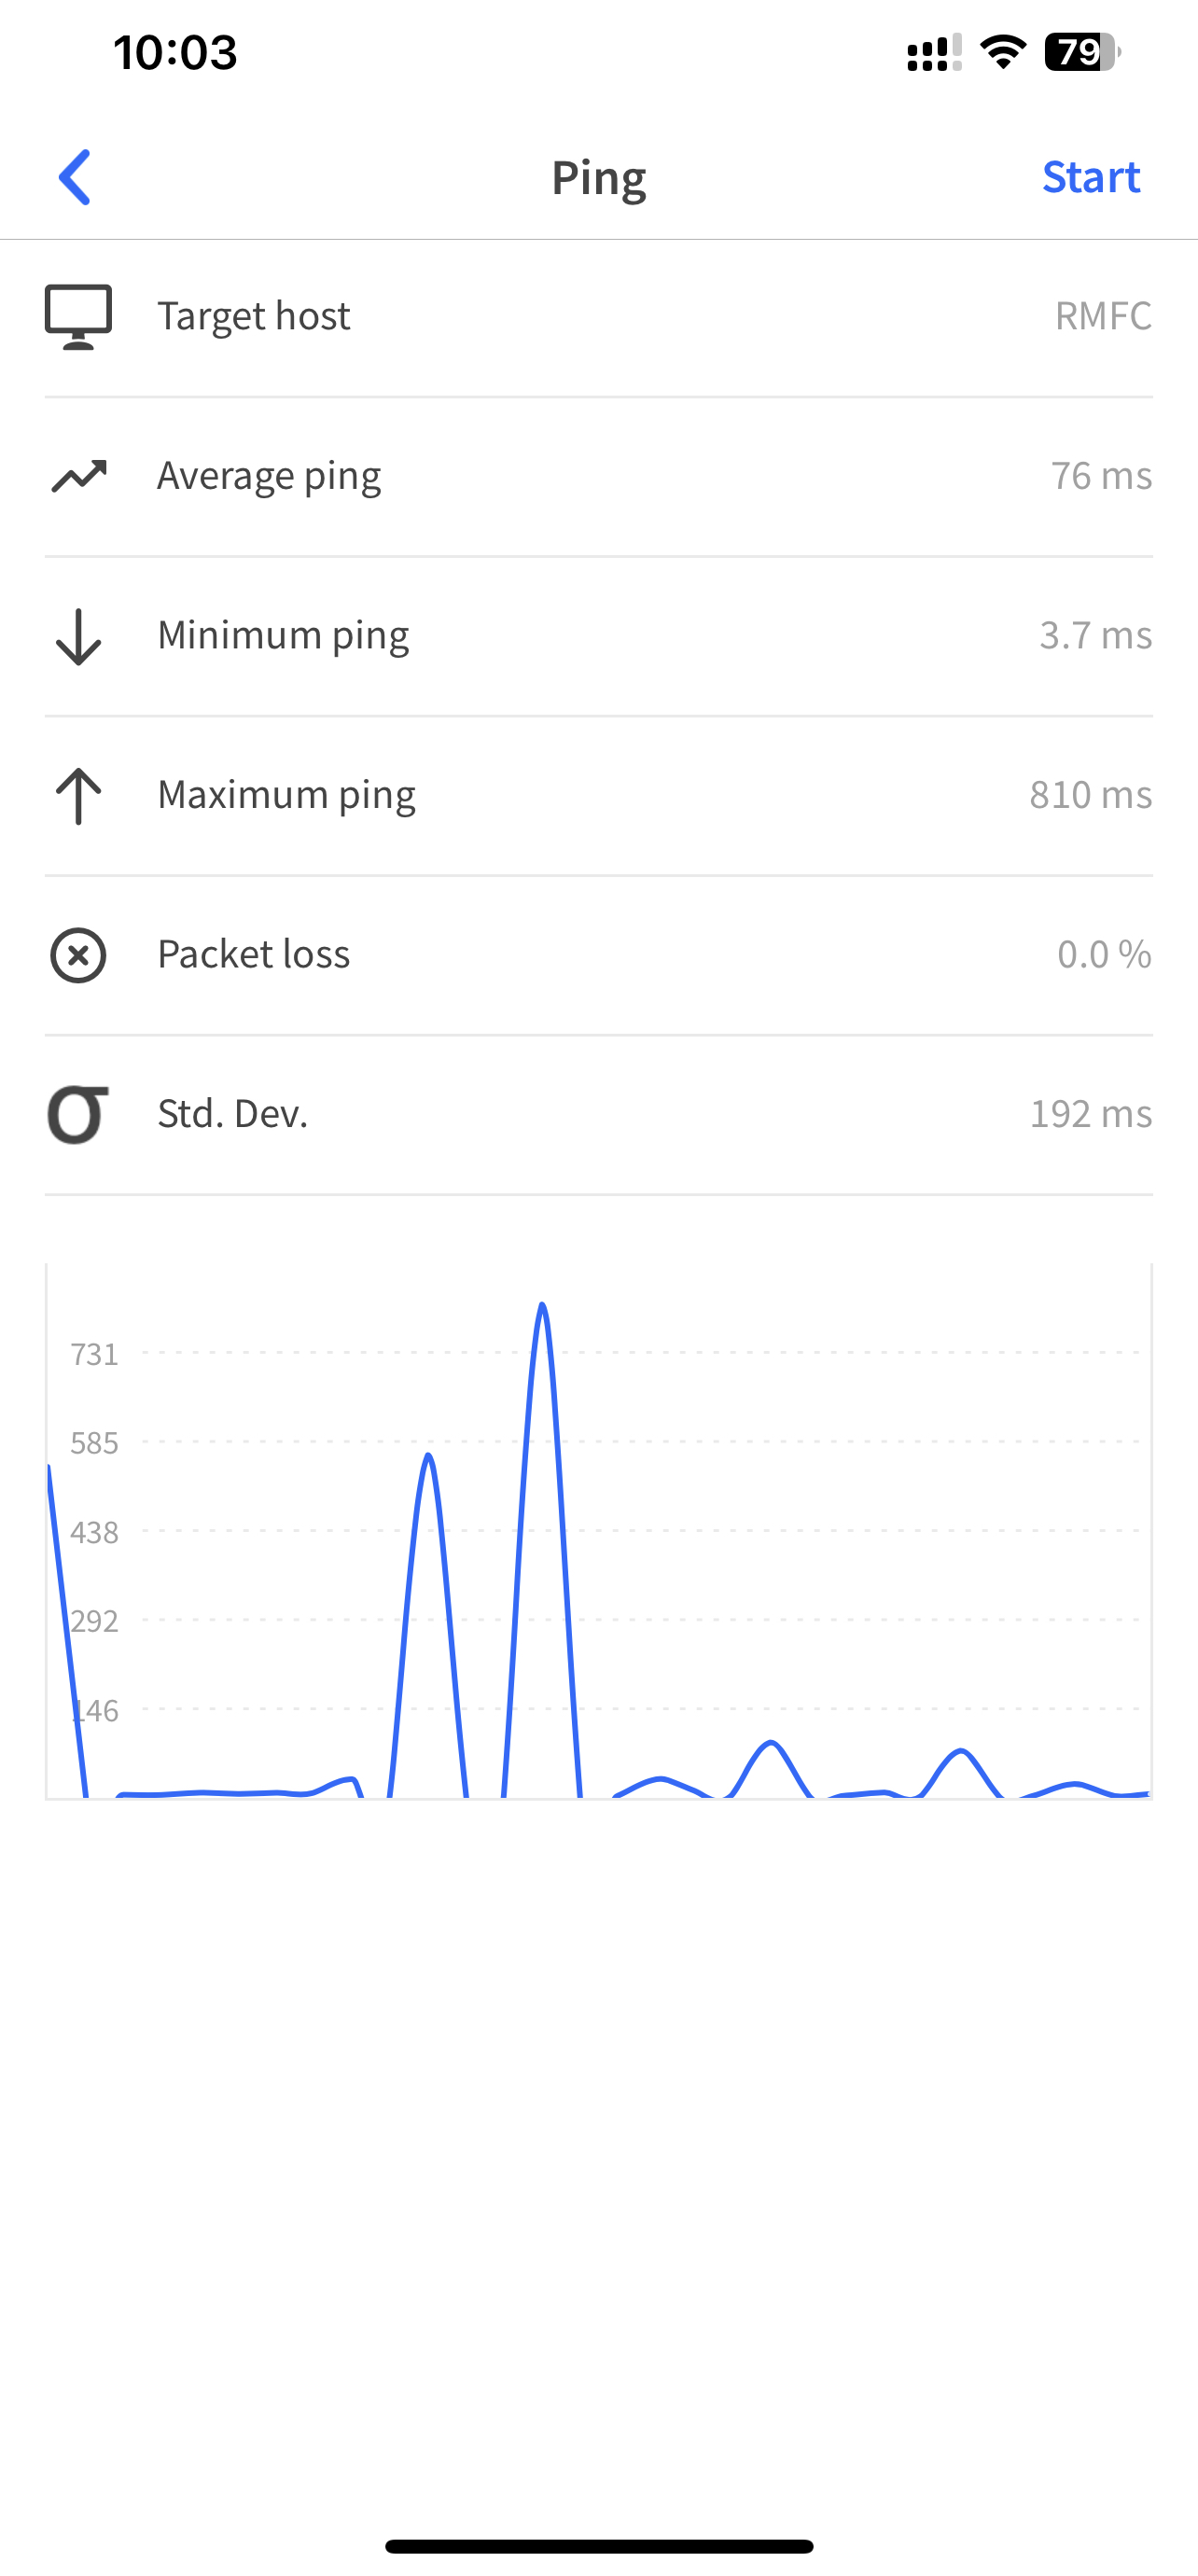 10:03
79
Ping
Start
Target host
RMFC
Average ping
76 ms
Minimum ping
3.7 ms
Maximum ping
810 ms
Packet loss
0.0 %
σ
Std. Dev.
192 ms
731
585
438
292
146